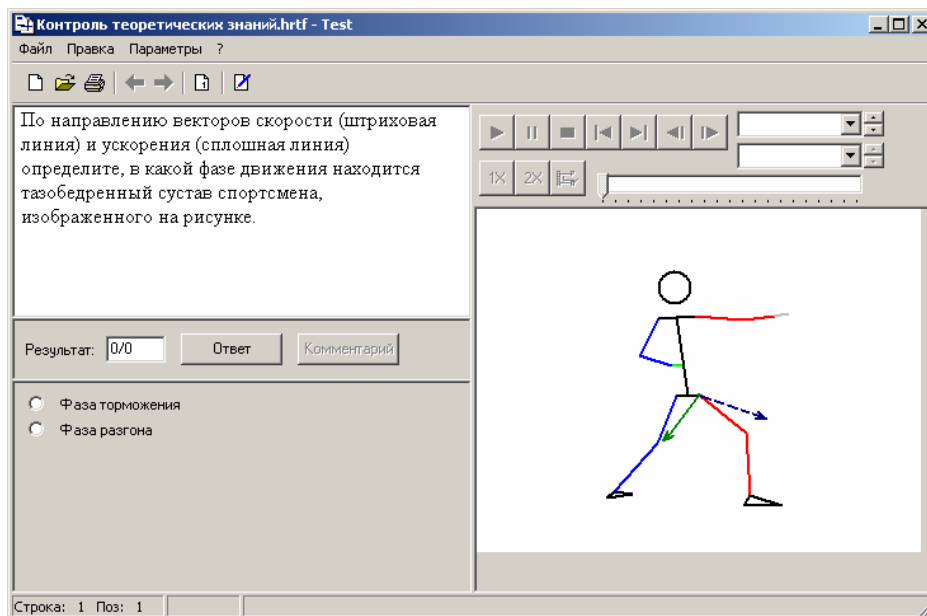 Контроль теоретических знаний.hrtf - Test
Файл Правка Параметры ?
По направлению векторов скорости (штриховая
линия) и ускорения (сплошная линия)
определите, в какой фазе движения находится
тазобедренный сустав спортсмена,
изображенного на рисунке.
1X 2X
Результат: 0/0 Ответ Комментарий
Фаза торможения
Фаза разгона
Строка: 1 Поз: 1